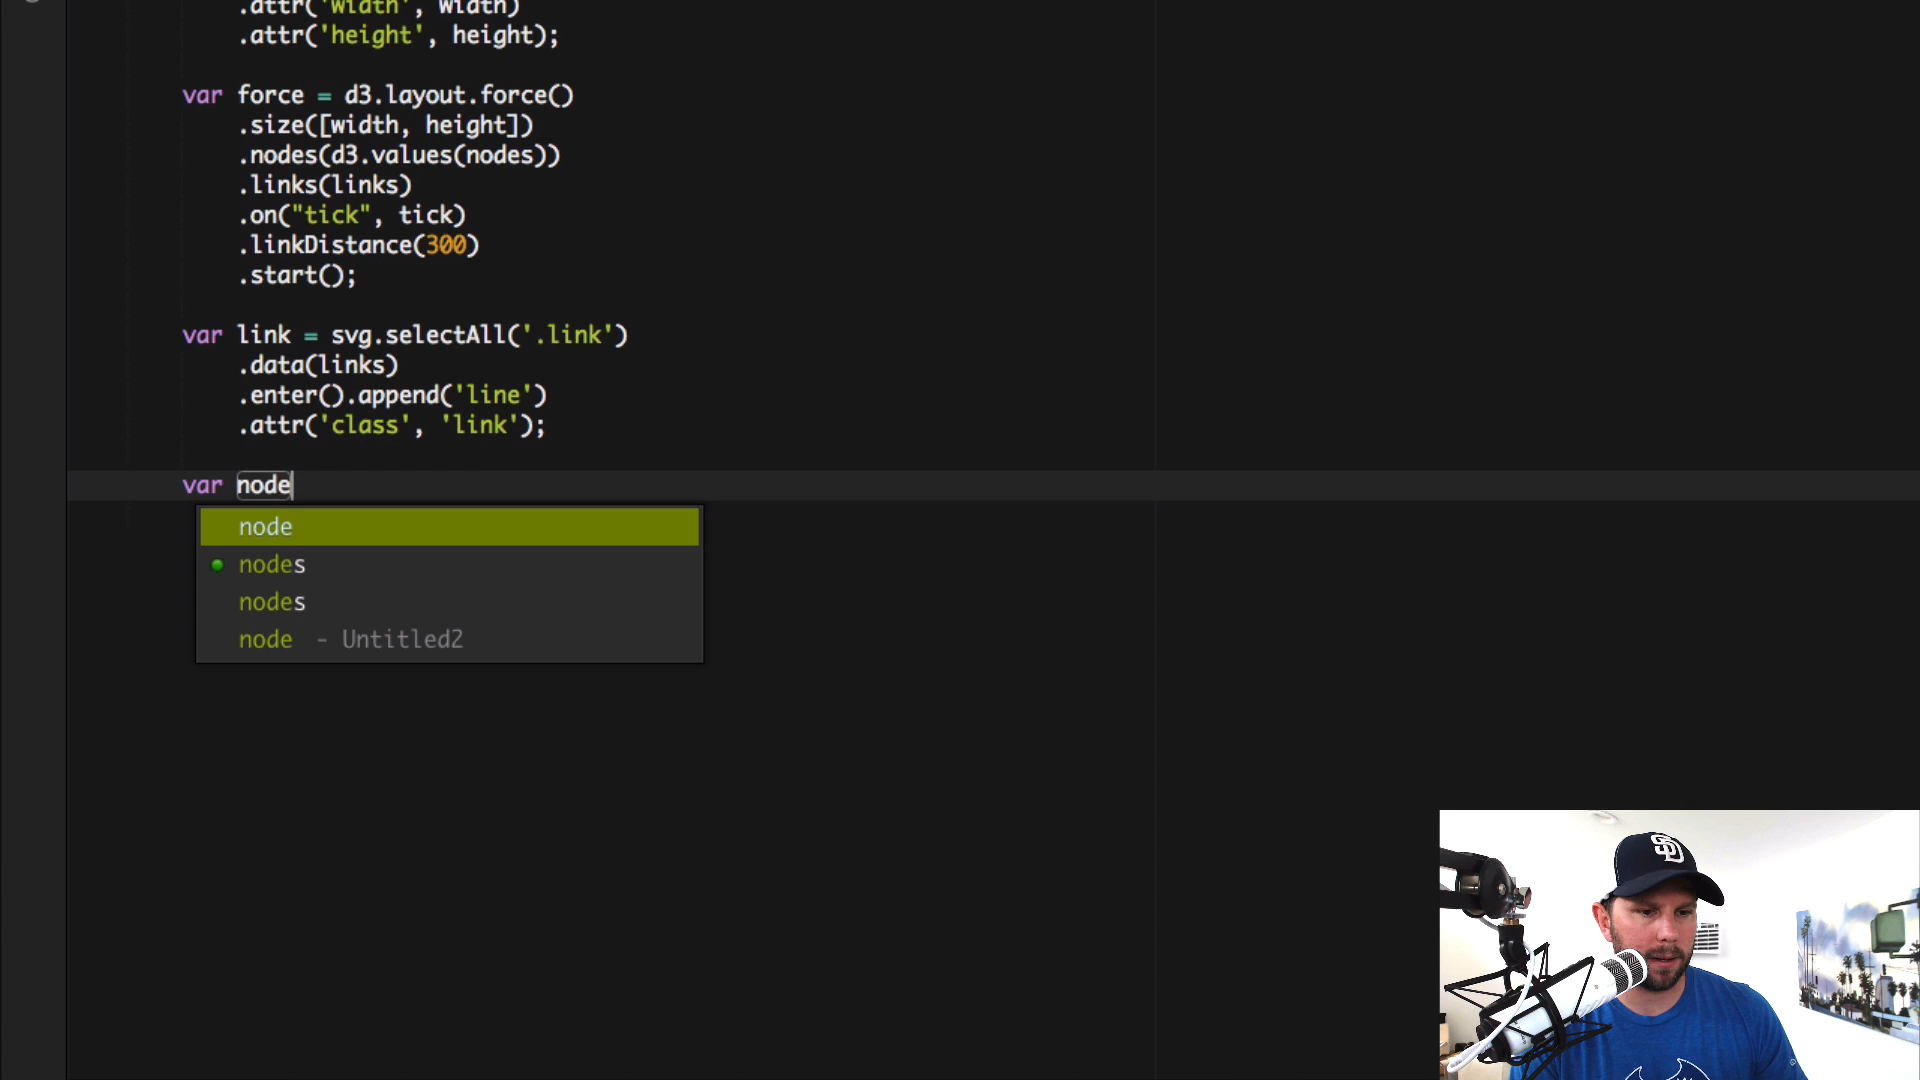 .attr('width', width)
.attr('height', height);
var force = d3.layout.force()
.size([width, height])
.nodes(d3.values(nodes))
.links(links)
.on("tick", tick)
.linkDistance(300)
.start();
var link = svg.selectAll('.link')
.data(links)
.enter().append('line')
.attr('class', 'link');
var node
node
nodes
nodes
node - Untitled2
SD